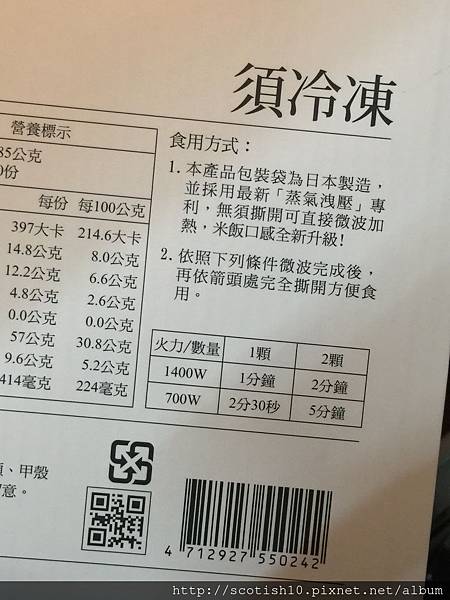 須冷凍
營養標示
85公克
0份
每份 每100公克
397大卡 214.6大卡
14.8公克 8.0公克
12.2公克 6.6公克
4.8公克 2.6公克
0.0公克 0.0公克
57公克 30.8公克
9.6公克 5.2公克
414毫克 224毫克
食用方式：
1. 本產品包裝袋為日本製造，
並採用最新「蒸氣洩壓」專
利，無須撕開可直接微波加
熱，米飯口感全新升級!
2. 依照下列條件微波完成後，
再依箭頭處完全撕開方便食
用。
火力/數量 1顆 2顆
1400W 1分鐘 2分鐘
700W 2分30秒 5分鐘
、甲殼
意。
4 712927 550242
http://scotish10.pixnet.net/album